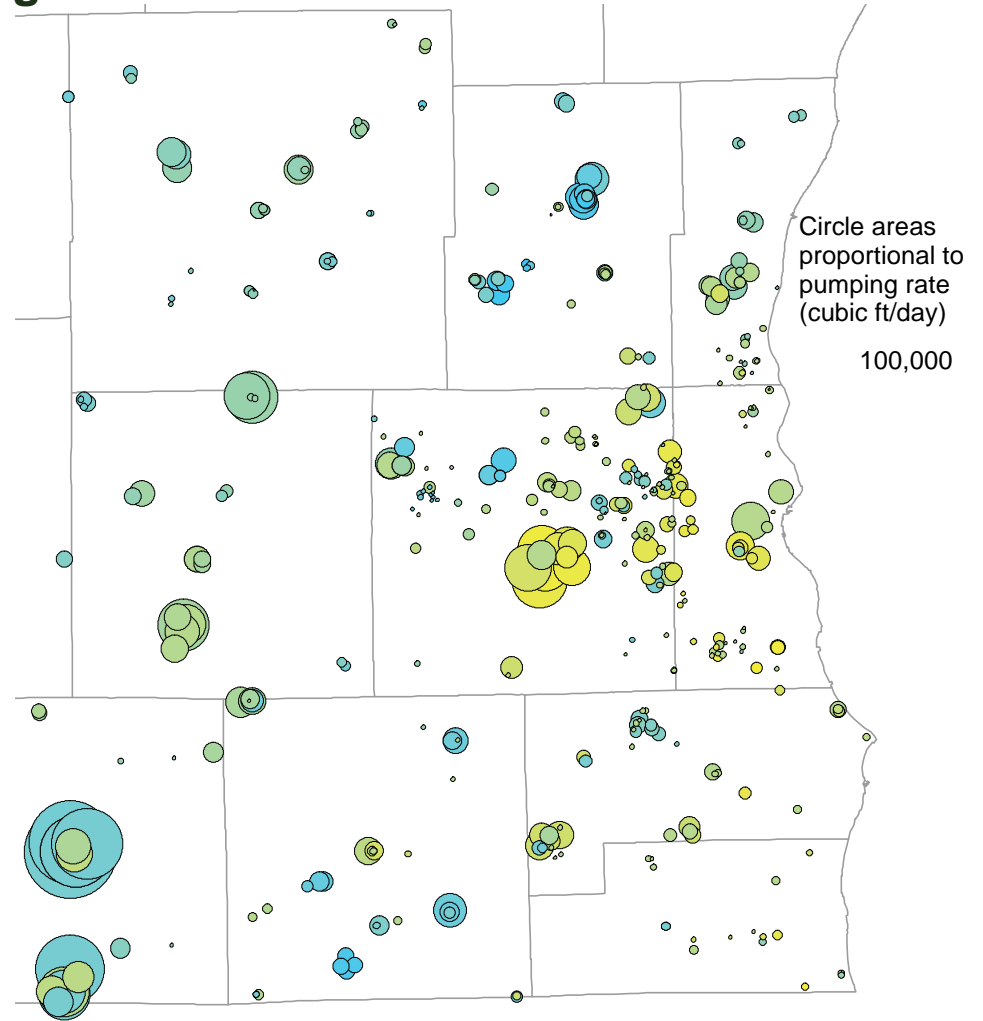 Circle areas
proportional to
pumping rate
(cubic ft/day)
100,000